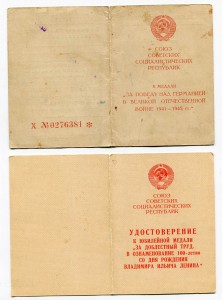 СОЮЗ
СОВЕТСКИХ
СОЦИАЛИСТИЧЕСКИХ
РЕСПУБЛИК
К МЕДАЛИ
„ЗА ПОБЕДУ НАД ГЕРМАНИЕЙ
В ВЕЛИКОЙ ОТЕЧЕСТВЕННОЙ
ВОЙНЕ 1941—1945 гг."
Х №0276381 ✻
СОЮЗ
СОВЕТСКИХ
СОЦИАЛИСТИЧЕСКИХ
РЕСПУБЛИК
УДОСТОВЕРЕНИЕ
К ЮБИЛЕЙНОЙ МЕДАЛИ
„ЗА ДОБЛЕСТНЫЙ ТРУД.
В ОЗНАМЕНОВАНИЕ 100-летия
СО ДНЯ РОЖДЕНИЯ
ВЛАДИМИРА ИЛЬИЧА ЛЕНИНА"